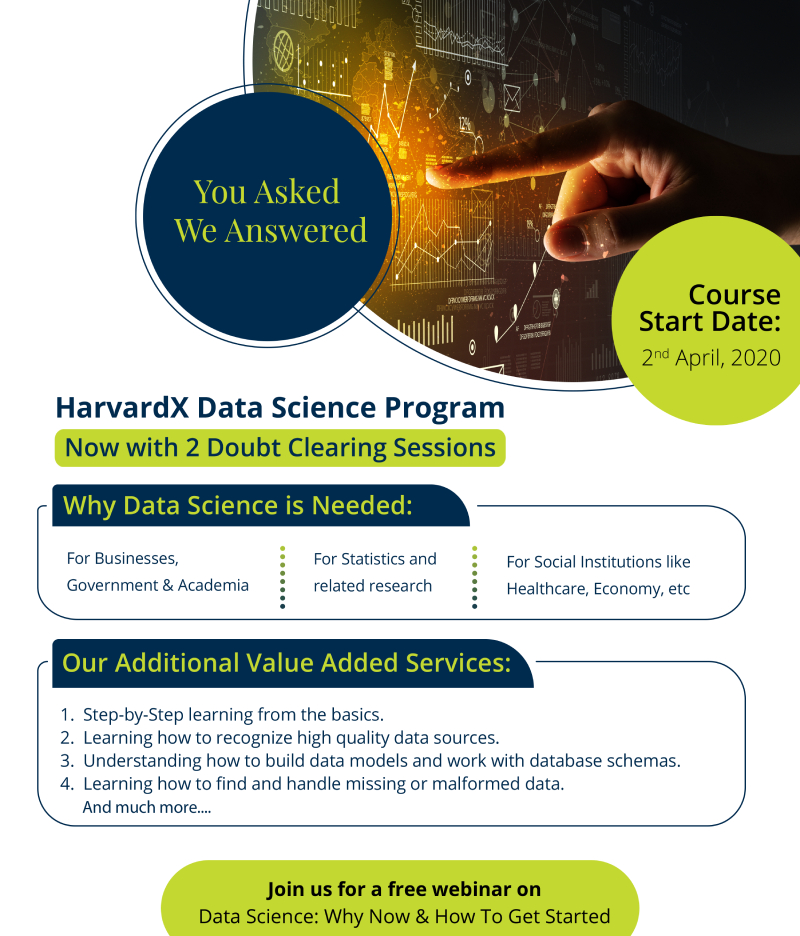 You Asked
We Answered
12%
Course
Start Date:
2nd April, 2020
HarvardX Data Science Program
Now with 2 Doubt Clearing Sessions
Why Data Science is Needed:
For Businesses,
Government & Academia
For Statistics and
related research
For Social Institutions like
Healthcare, Economy, etc
Our Additional Value Added Services:
1. Step-by-Step learning from the basics.
2. Learning how to recognize high quality data sources.
3. Understanding how to build data models and work with database schemas.
4. Learning how to find and handle missing or malformed data.
And much more....
Join us for a free webinar on
Data Science: Why Now & How To Get Started